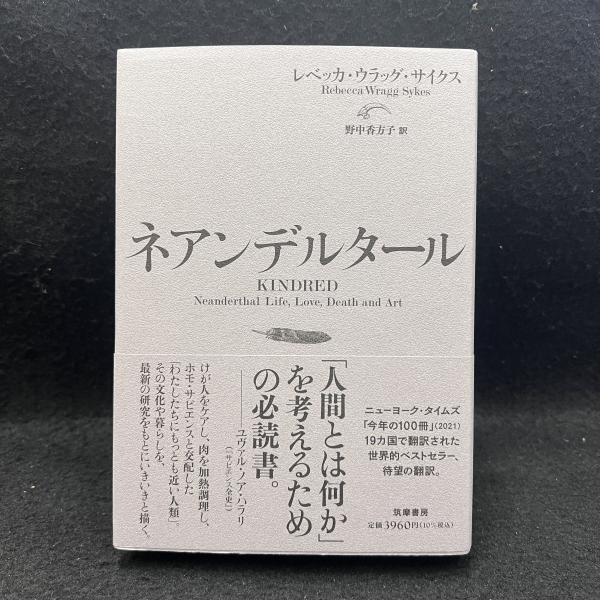 レベッカ・ウラッグ・サイクス
Rebecca Wragg Sykes
野中香方子 訳
ネアンデルタール
KINDRED
Neanderthal Life, Love, Death and Art
「人間とは何か」
を考えるため
の必読書。
――ユヴァル・ノア・ハラリ
(『サピエンス全史』)
けが人をケアし、肉を加熱調理し、
ホモ・サピエンスと交配した
「わたしたちにもっとも近い人類」。
その文化や暮らしを、
最新の研究をもとにいきいきと描く。
ニューヨーク・タイムズ
「今年の100冊」(2021)
19カ国で翻訳された
世界的ベストセラー、
待望の翻訳。
筑摩書房
定価3960円(10%税込)